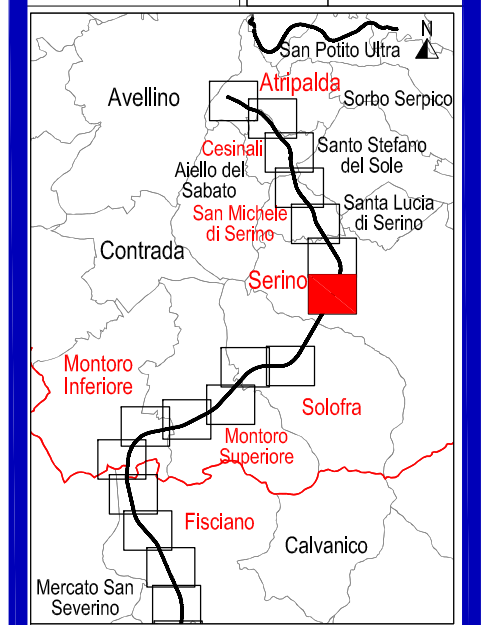 N
San Potito Ultra
Atripalda
Avellino
Sorbo Serpico
Cesinali
Santo Stefano
del Sole
Aiello del
Sabato
Santa Lucia
di Serino
San Michele
di Serino
Contrada
Serino
Montoro
Inferiore
Solofra
Montoro
Superiore
Fisciano
Calvanico
Mercato San
Severino